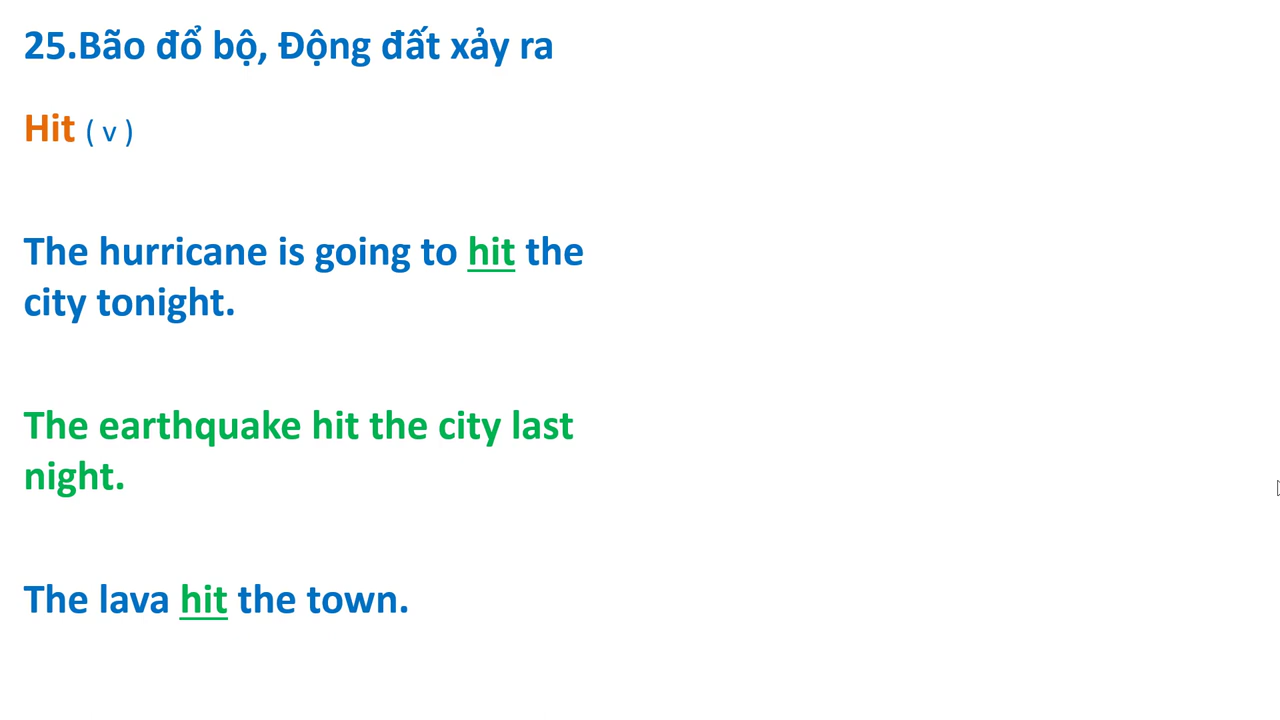 25.Bão đổ bộ, Động đất xảy ra
Hit ( v )
The hurricane is going to hit the
city tonight.
The earthquake hit the city last
night.
The lava hit the town.